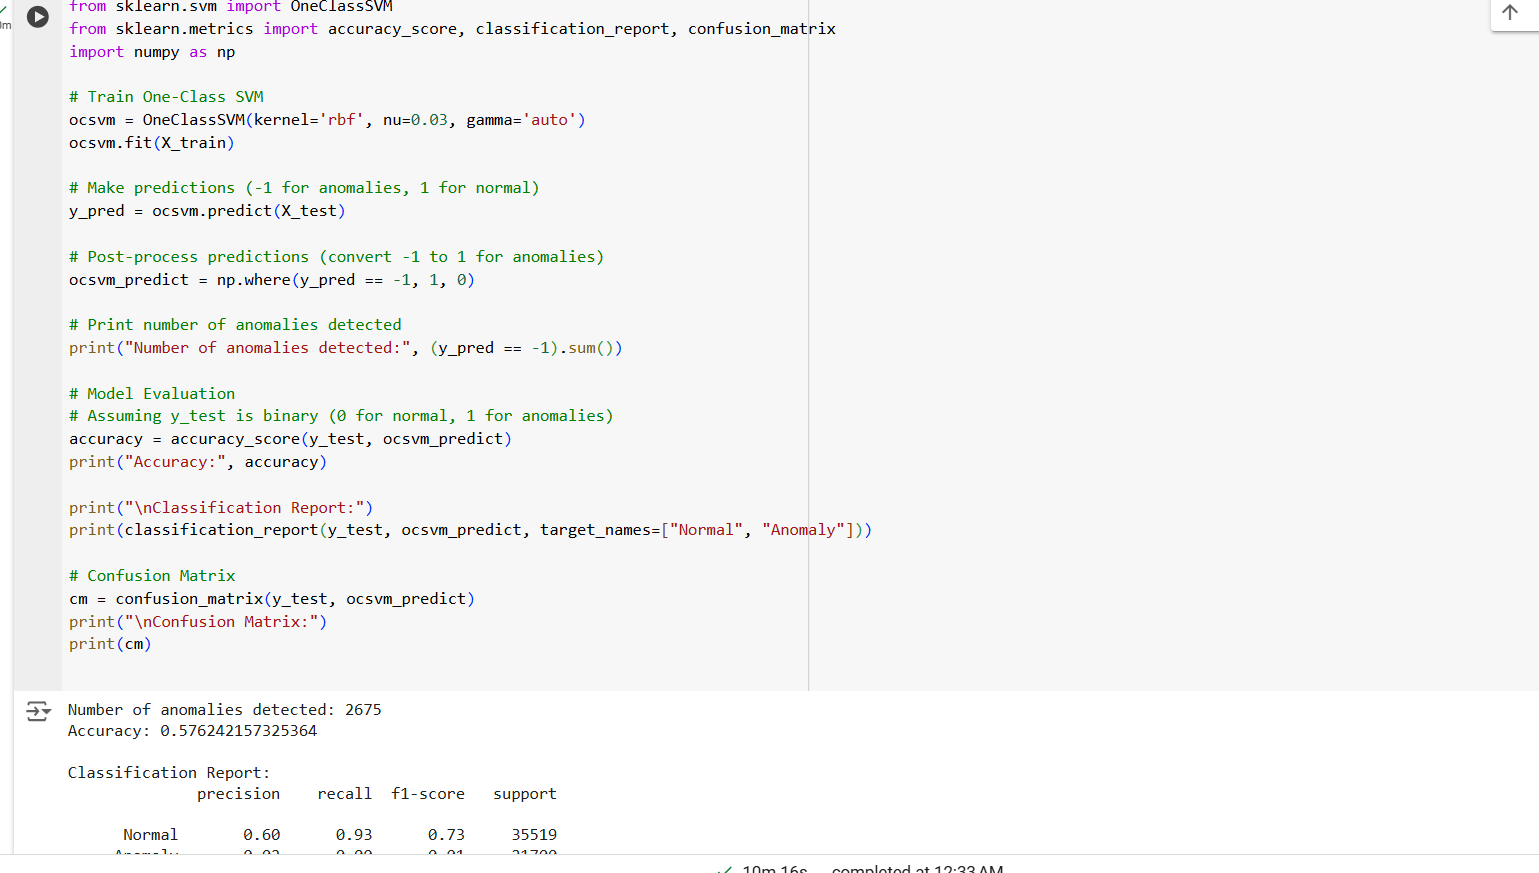 from sklearn.svm import OneClassSVM
from sklearn.metrics import accuracy_score, classification_report, confusion_matrix
import numpy as np
# Train One-Class SVM
ocsvm = OneClassSVM(kernel='rbf', nu=0.03, gamma='auto')
ocsvm.fit(X_train)
# Make predictions (-1 for anomalies, 1 for normal)
y_pred = ocsvm.predict(X_test)
# Post-process predictions (convert -1 to 1 for anomalies)
ocsvm_predict = np.where(y_pred == -1, 1, 0)
# Print number of anomalies detected
print("Number of anomalies detected:", (y_pred == -1).sum())
# Model Evaluation
# Assuming y_test is binary (0 for normal, 1 for anomalies)
accuracy = accuracy_score(y_test, ocsvm_predict)
print("Accuracy:", accuracy)
print("\nClassification Report:")
print(classification_report(y_test, ocsvm_predict, target_names=["Normal", "Anomaly"]))
# Confusion Matrix
cm = confusion_matrix(y_test, ocsvm_predict)
print("\nConfusion Matrix:")
print(cm)
Number of anomalies detected: 2675
Accuracy: 0.576242157325364
Classification Report:
precision recall f1-score support
Normal 0.60 0.93 0.73 35519
Anomaly
10m 16s completed at 12:33 AM